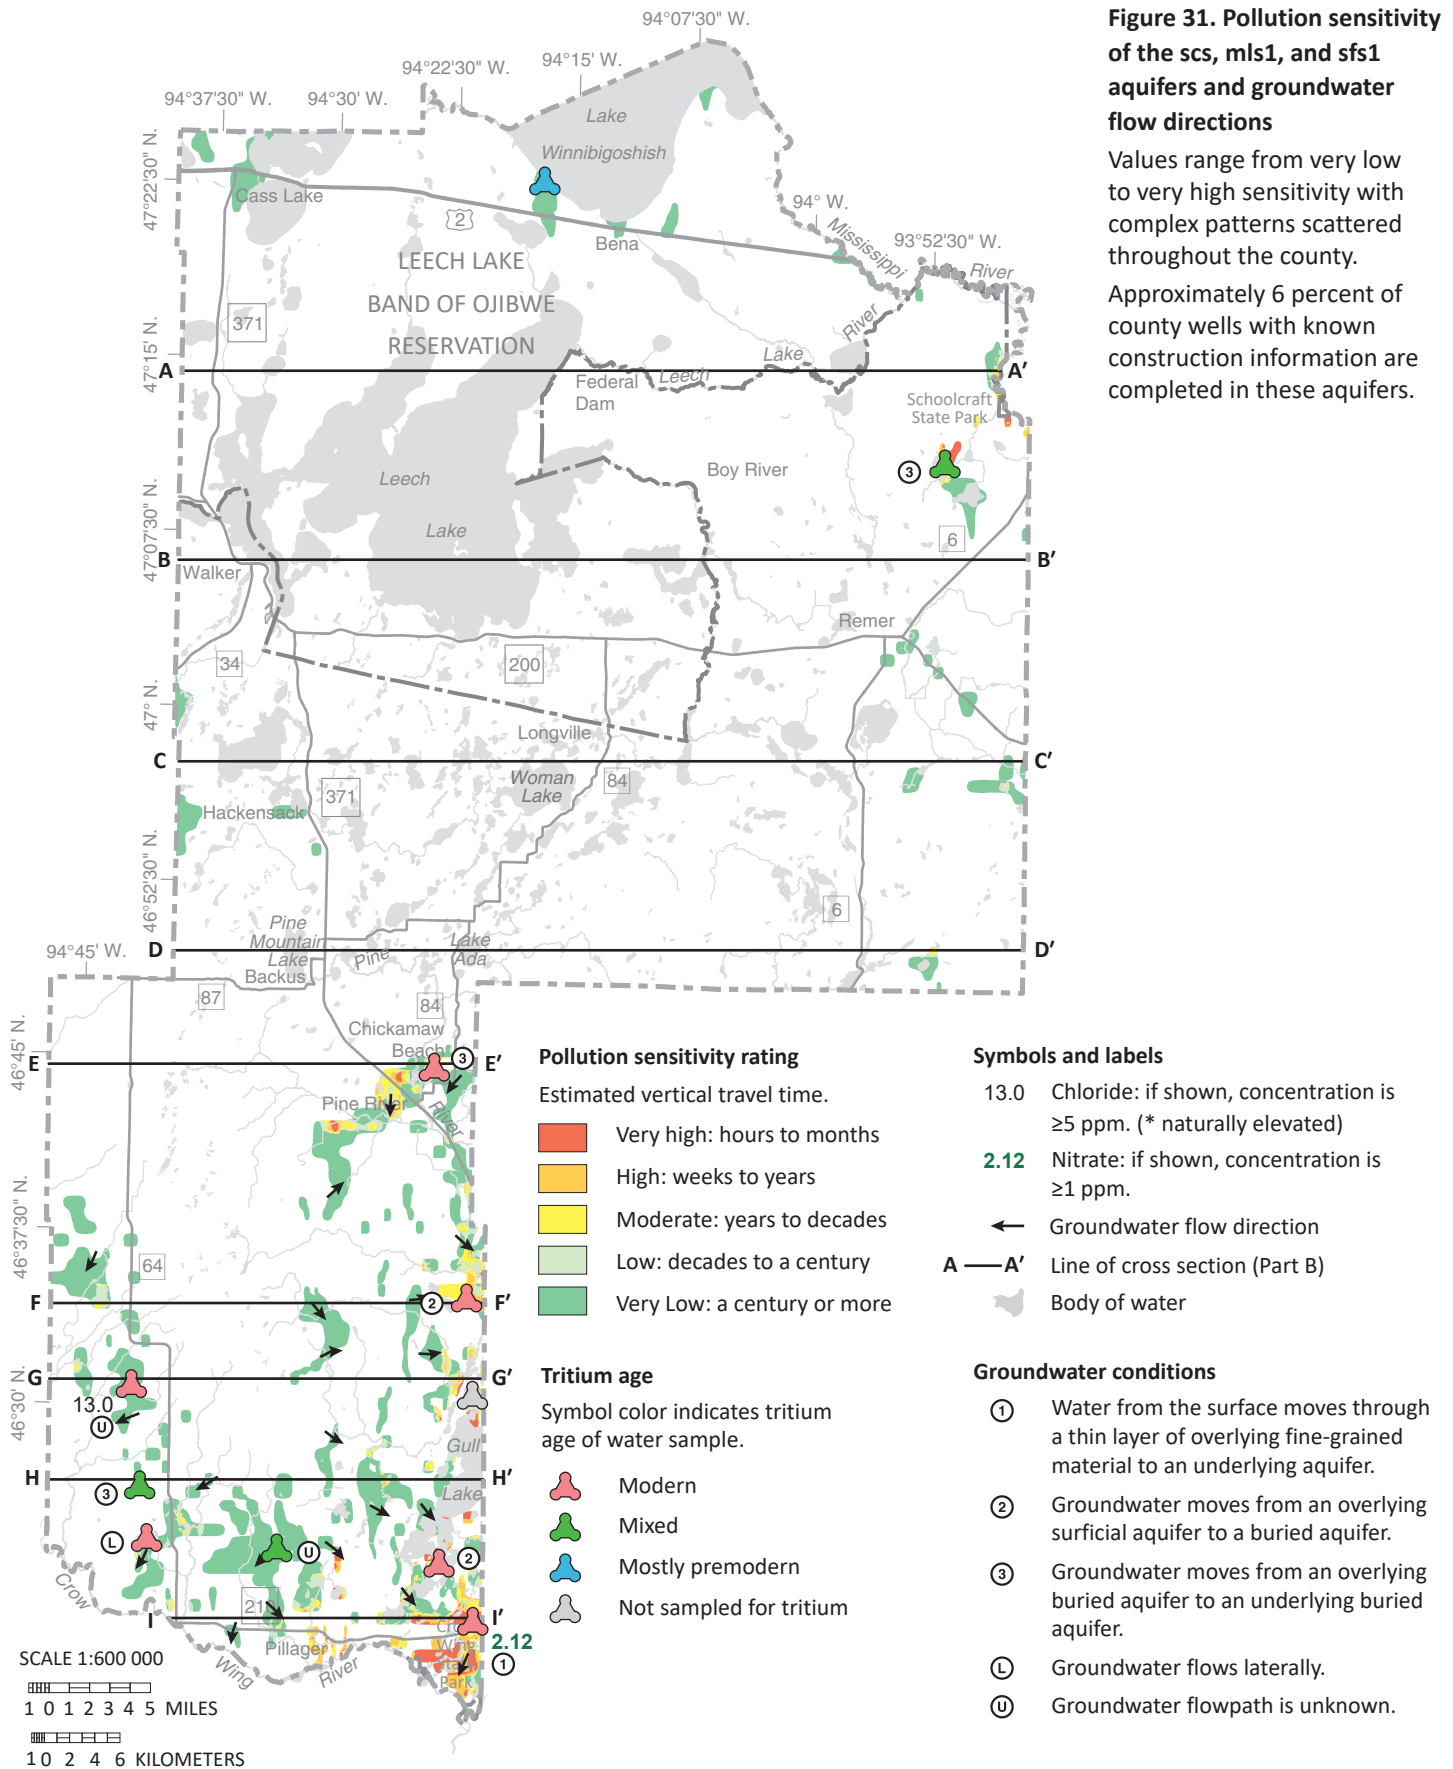 Figure 31. Pollution sensitivity
of the scs, mls1, and sfs1
aquifers and groundwater
flow directions
Values range from very low
to very high sensitivity with
complex patterns scattered
throughout the county.
Approximately 6 percent of
county wells with known
construction information are
completed in these aquifers.
94°07'30" W.
94°15' W.
94°22'30" W.
94°30' W.
94°37'30" W.
47°22'30" N.
Lake
Winnibigoshish
Cass Lake
2
Bena
94° W.
Mississippi
93°52'30" W.
River
LEECH LAKE
BAND OF OJIBWE
RESERVATION
371
47°15' N.
River
Lake
Leech
A
A'
Federal
Dam
Schoolcraft
State Park
3
Boy River
Leech
Lake
47°07'30" N.
6
B
B'
Walker
Remer
34
200
47° N.
Longville
C
C'
Woman
Lake
84
371
Hackensack
46°52'30" N.
6
Pine
Mountain
Lake
Backus
Pine
Lake
Ada
D
D'
94°45' W.
87
84
Chickamaw
Beach
46°45' N.
E
3
E'
Pine River
River
46°37'30" N.
64
F
2
F'
G
G'
46°30' N.
13.0
U
Gull
Lake
H
H'
3
L
U
2
Crow
21
I
I'
2.12
1
Pillager
Wing
River
Crow
Wing
State
Park
SCALE 1:600 000
1 0 1 2 3 4 5 MILES
1 0 2 4 6 KILOMETERS
Pollution sensitivity rating
Estimated vertical travel time.
Very high: hours to months
High: weeks to years
Moderate: years to decades
Low: decades to a century
Very Low: a century or more
Tritium age
Symbol color indicates tritium
age of water sample.
Modern
Mixed
Mostly premodern
Not sampled for tritium
Symbols and labels
13.0 Chloride: if shown, concentration is
≥5 ppm. (* naturally elevated)
2.12 Nitrate: if shown, concentration is
≥1 ppm.
Groundwater flow direction
A A' Line of cross section (Part B)
Body of water
Groundwater conditions
1 Water from the surface moves through
a thin layer of overlying fine-grained
material to an underlying aquifer.
2 Groundwater moves from an overlying
surficial aquifer to a buried aquifer.
3 Groundwater moves from an overlying
buried aquifer to an underlying buried
aquifer.
L Groundwater flows laterally.
U Groundwater flowpath is unknown.